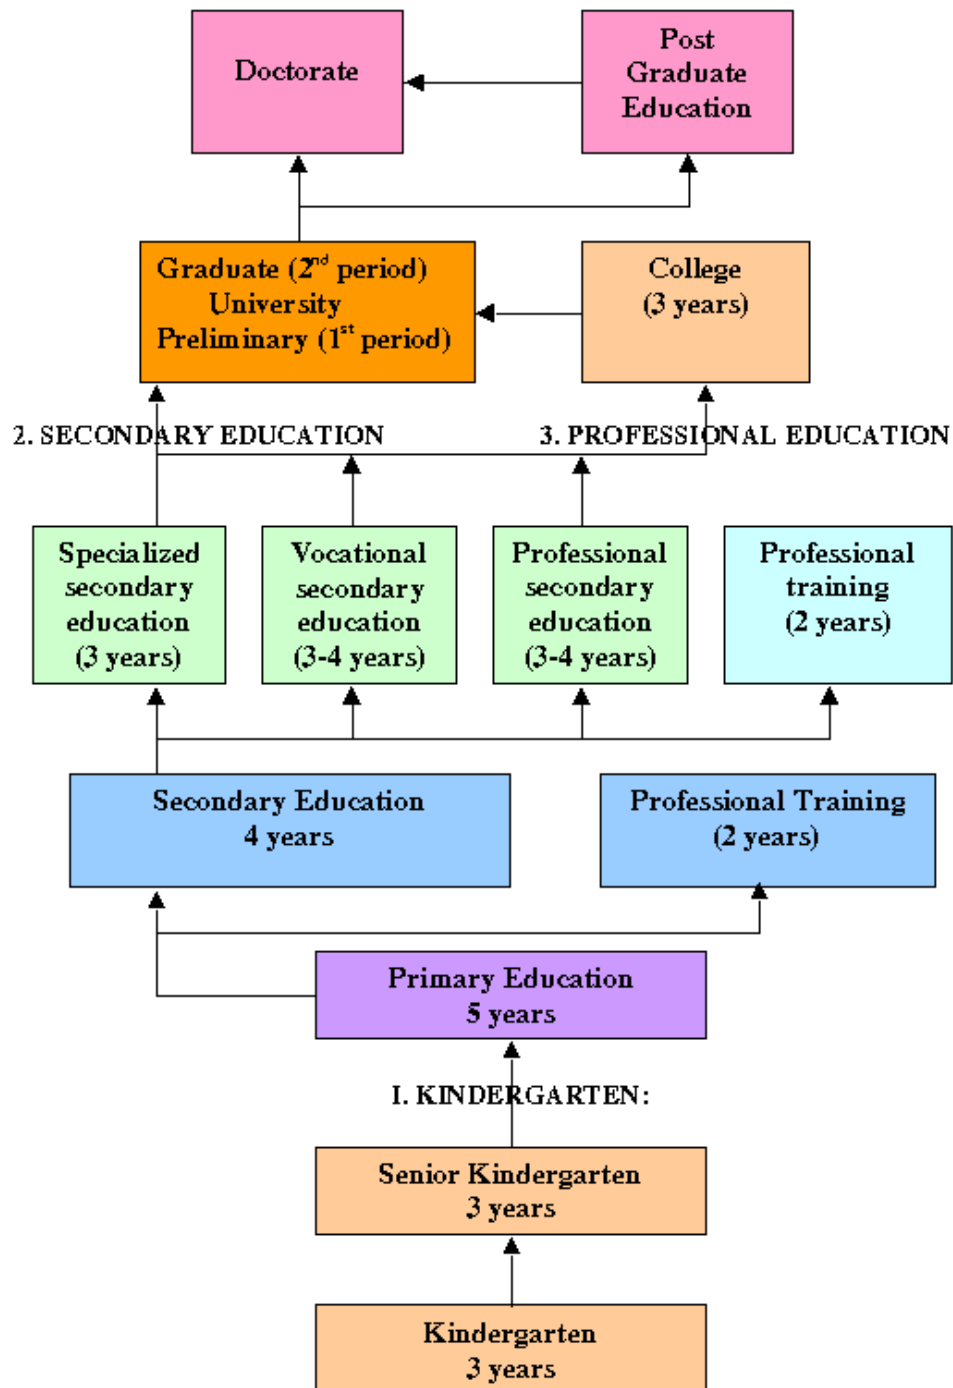 Doctorate
Post
Graduate
Education
Graduate (2nd period)
University
Preliminary (1st period)
College
(3 years)
2. SECONDARY EDUCATION
3. PROFESSIONAL EDUCATION
Specialized
secondary
education
(3 years)
Vocational
secondary
education
(3-4 years)
Professional
secondary
education
(3-4 years)
Professional
training
(2 years)
Secondary Education
4 years
Professional Training
(2 years)
Primary Education
5 years
I. KINDERGARTEN:
Senior Kindergarten
3 years
Kindergarten
3 years